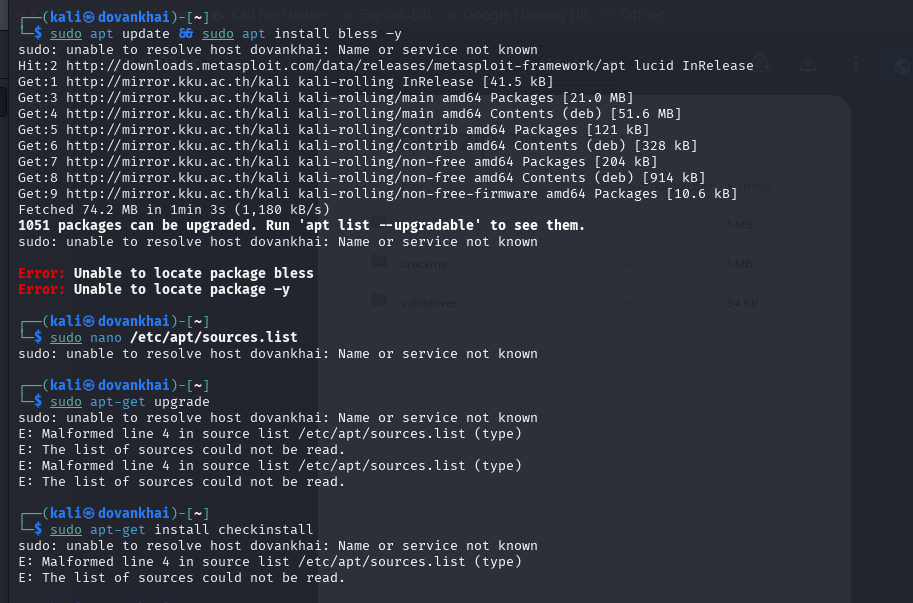 Kali NetHunter Exploit-DB Google Hacking DB OffSec
┌──(kali㉿dovankhai)-[~]
└─$ sudo apt update && sudo apt install bless –y
sudo: unable to resolve host dovankhai: Name or service not known
Hit:2 http://downloads.metasploit.com/data/releases/metasploit-framework/apt lucid InRelease
Get:1 http://mirror.kku.ac.th/kali kali-rolling InRelease [41.5 kB]
Get:3 http://mirror.kku.ac.th/kali kali-rolling/main amd64 Packages [21.0 MB]
Get:4 http://mirror.kku.ac.th/kali kali-rolling/main amd64 Contents (deb) [51.6 MB]
Get:5 http://mirror.kku.ac.th/kali kali-rolling/contrib amd64 Packages [121 kB]
Get:6 http://mirror.kku.ac.th/kali kali-rolling/contrib amd64 Contents (deb) [328 kB]
Get:7 http://mirror.kku.ac.th/kali kali-rolling/non-free amd64 Packages [204 kB]
Get:8 http://mirror.kku.ac.th/kali kali-rolling/non-free amd64 Contents (deb) [914 kB]
Get:9 http://mirror.kku.ac.th/kali kali-rolling/non-free-firmware amd64 Packages [10.6 kB]
Fetched 74.2 MB in 1min 3s (1,180 kB/s)
1051 packages can be upgraded. Run 'apt list --upgradable' to see them.
1 MB
sudo: unable to resolve host dovankhai: Name or service not known
crackme – 1 MB
Error: Unable to locate package bless
Error: Unable to locate package –y
vulnserver – 64 KB
┌──(kali㉿dovankhai)-[~]
└─$ sudo nano /etc/apt/sources.list
sudo: unable to resolve host dovankhai: Name or service not known
┌──(kali㉿dovankhai)-[~]
└─$ sudo apt-get upgrade
sudo: unable to resolve host dovankhai: Name or service not known
E: Malformed line 4 in source list /etc/apt/sources.list (type)
E: The list of sources could not be read.
E: Malformed line 4 in source list /etc/apt/sources.list (type)
E: The list of sources could not be read.
┌──(kali㉿dovankhai)-[~]
└─$ sudo apt-get install checkinstall
sudo: unable to resolve host dovankhai: Name or service not known
E: Malformed line 4 in source list /etc/apt/sources.list (type)
E: The list of sources could not be read.